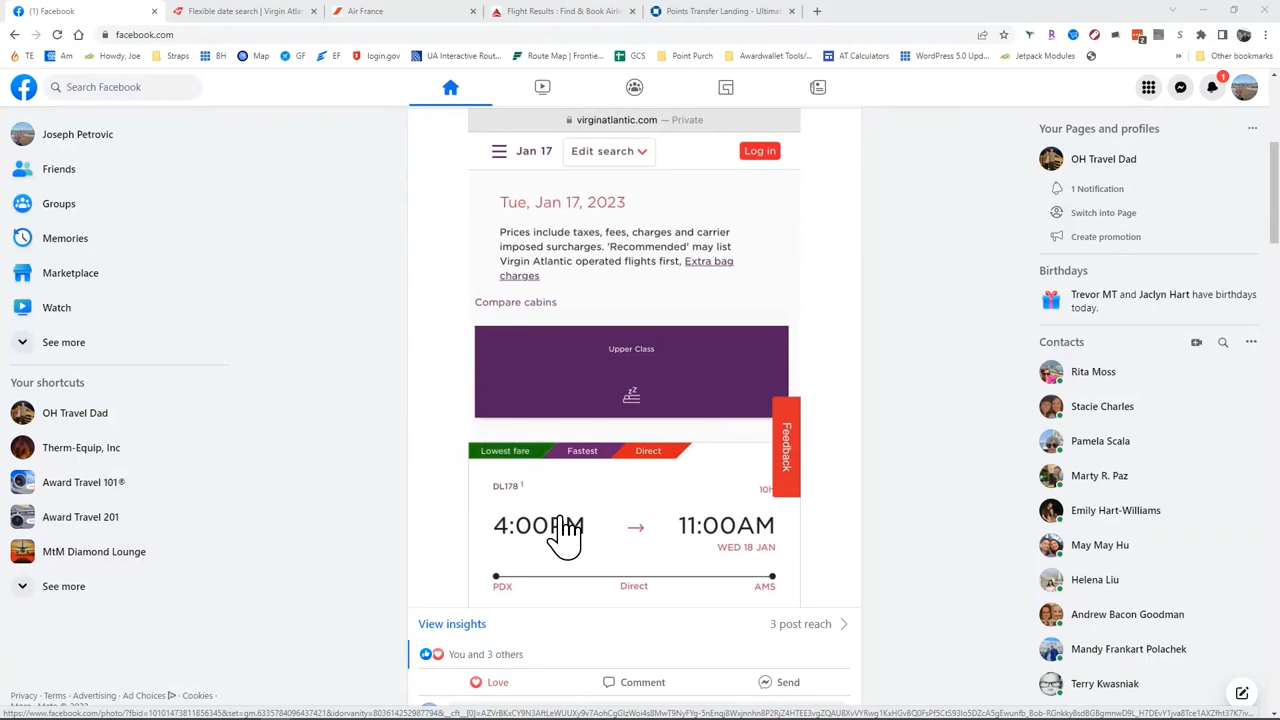 (1) Facebook
Flexible date search | Virgin Atlan
Air France
Flight Results : Find & Book Airlin
Points Transfer Landing - Ultimat
facebook.com
TE
Am
Howdy, Joe
Straps
BH
Map
GF
EF
login.gov
UA Interactive Rout...
Route Map | Frontie...
GCS
Point Purch
Awardwallet Tools/...
AT Calculators
WordPress 5.0 Upd...
Jetpack Modules
»
Other bookmarks
Search Facebook
1
Joseph Petrovic
Friends
Groups
Memories
Marketplace
Watch
See more
Your shortcuts
OH Travel Dad
Therm-Equip, Inc
Award Travel 101®
Award Travel 201
MtM Diamond Lounge
See more
Privacy · Terms · Advertising · Ad Choices · Cookies ·
virginatlantic.com — Private
Jan 17
Edit search
Log in
Tue, Jan 17, 2023
Prices include taxes, fees, charges and carrier
imposed surcharges. 'Recommended' may list
Virgin Atlantic operated flights first, Extra bag
charges
Compare cabins
Upper Class
zz
Feedback
Lowest fare
Fastest
Direct
DL178 1
10H
4:00PM
11:00AM
WED 18 JAN
PDX
Direct
AMS
View insights
3 post reach
You and 3 others
Love
Comment
Send
Your Pages and profiles
OH Travel Dad
1 Notification
Switch into Page
Create promotion
Birthdays
Trevor MT and Jaclyn Hart have birthdays
today.
Contacts
Rita Moss
Stacie Charles
Pamela Scala
Marty R. Paz
Emily Hart-Williams
May May Hu
Helena Liu
Andrew Bacon Goodman
Mandy Frankart Polachek
Terry Kwasniak